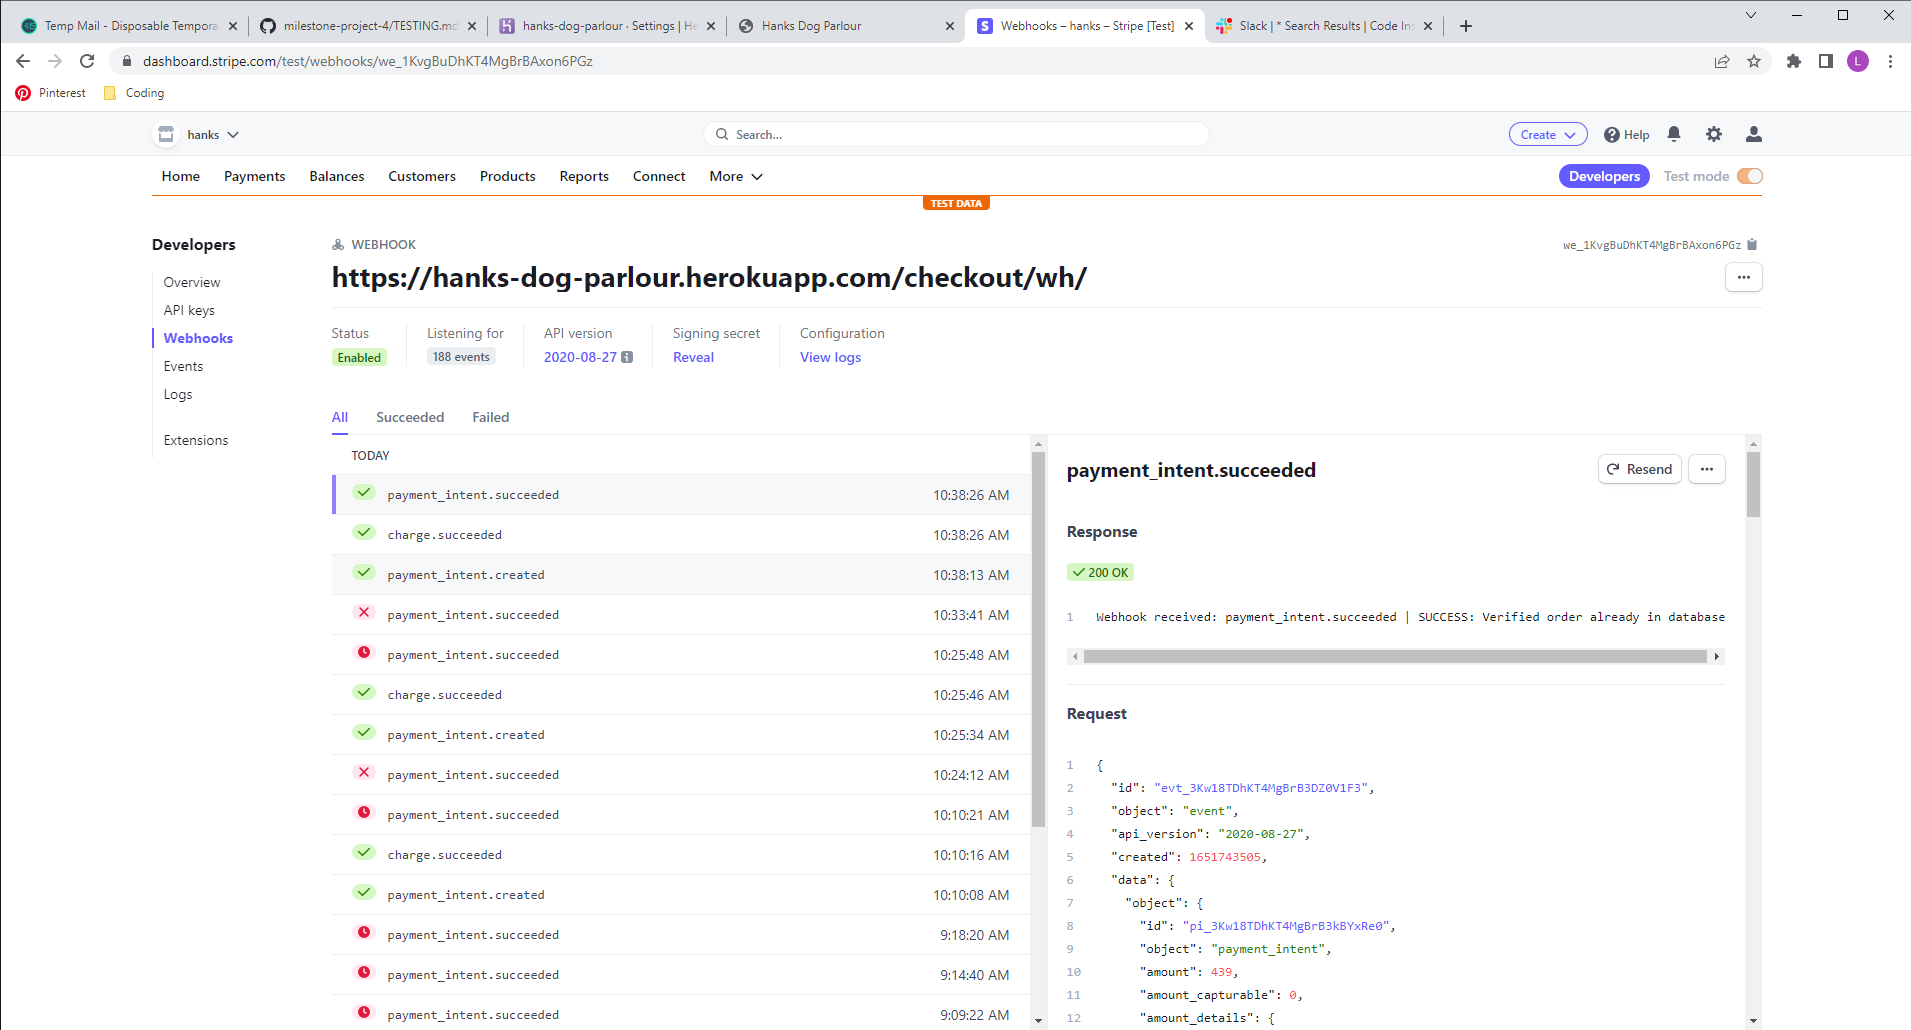 Temp Mail - Disposable Tempora
milestone-project-4/TESTING.md
hanks-dog-parlour · Settings | He
Hanks Dog Parlour
Webhooks – hanks – Stripe [Test]
Slack | * Search Results | Code Ins
dashboard.stripe.com/test/webhooks/we_1KvgBuDhKT4MgBrBAxon6PGz
L
Pinterest
Coding
hanks
Search...
Create
Help
Home
Payments
Balances
Customers
Products
Reports
Connect
More
Developers
Test mode
TEST DATA
Developers
Overview
API keys
Webhooks
Events
Logs
Extensions
WEBHOOK
we_1KvgBuDhKT4MgBrBAxon6PGz
https://hanks-dog-parlour.herokuapp.com/checkout/wh/
Status
Enabled
Listening for
188 events
API version
2020-08-27
Signing secret
Reveal
Configuration
View logs
All
Succeeded
Failed
TODAY
payment_intent.succeeded 10:38:26 AM
charge.succeeded 10:38:26 AM
payment_intent.created 10:38:13 AM
payment_intent.succeeded 10:33:41 AM
payment_intent.succeeded 10:25:48 AM
charge.succeeded 10:25:46 AM
payment_intent.created 10:25:34 AM
payment_intent.succeeded 10:24:12 AM
payment_intent.succeeded 10:10:21 AM
charge.succeeded 10:10:16 AM
payment_intent.created 10:10:08 AM
payment_intent.succeeded 9:18:20 AM
payment_intent.succeeded 9:14:40 AM
payment_intent.succeeded 9:09:22 AM
payment_intent.succeeded
Resend
Response
200 OK
1 Webhook received: payment_intent.succeeded | SUCCESS: Verified order already in database
Request
1 {
2 "id": "evt_3Kw18TDhKT4MgBrB3DZ0V1F3",
3 "object": "event",
4 "api_version": "2020-08-27",
5 "created": 1651743505,
6 "data": {
7 "object": {
8 "id": "pi_3Kw18TDhKT4MgBrB3kBYxRe0",
9 "object": "payment_intent",
10 "amount": 439,
11 "amount_capturable": 0,
12 "amount_details": {